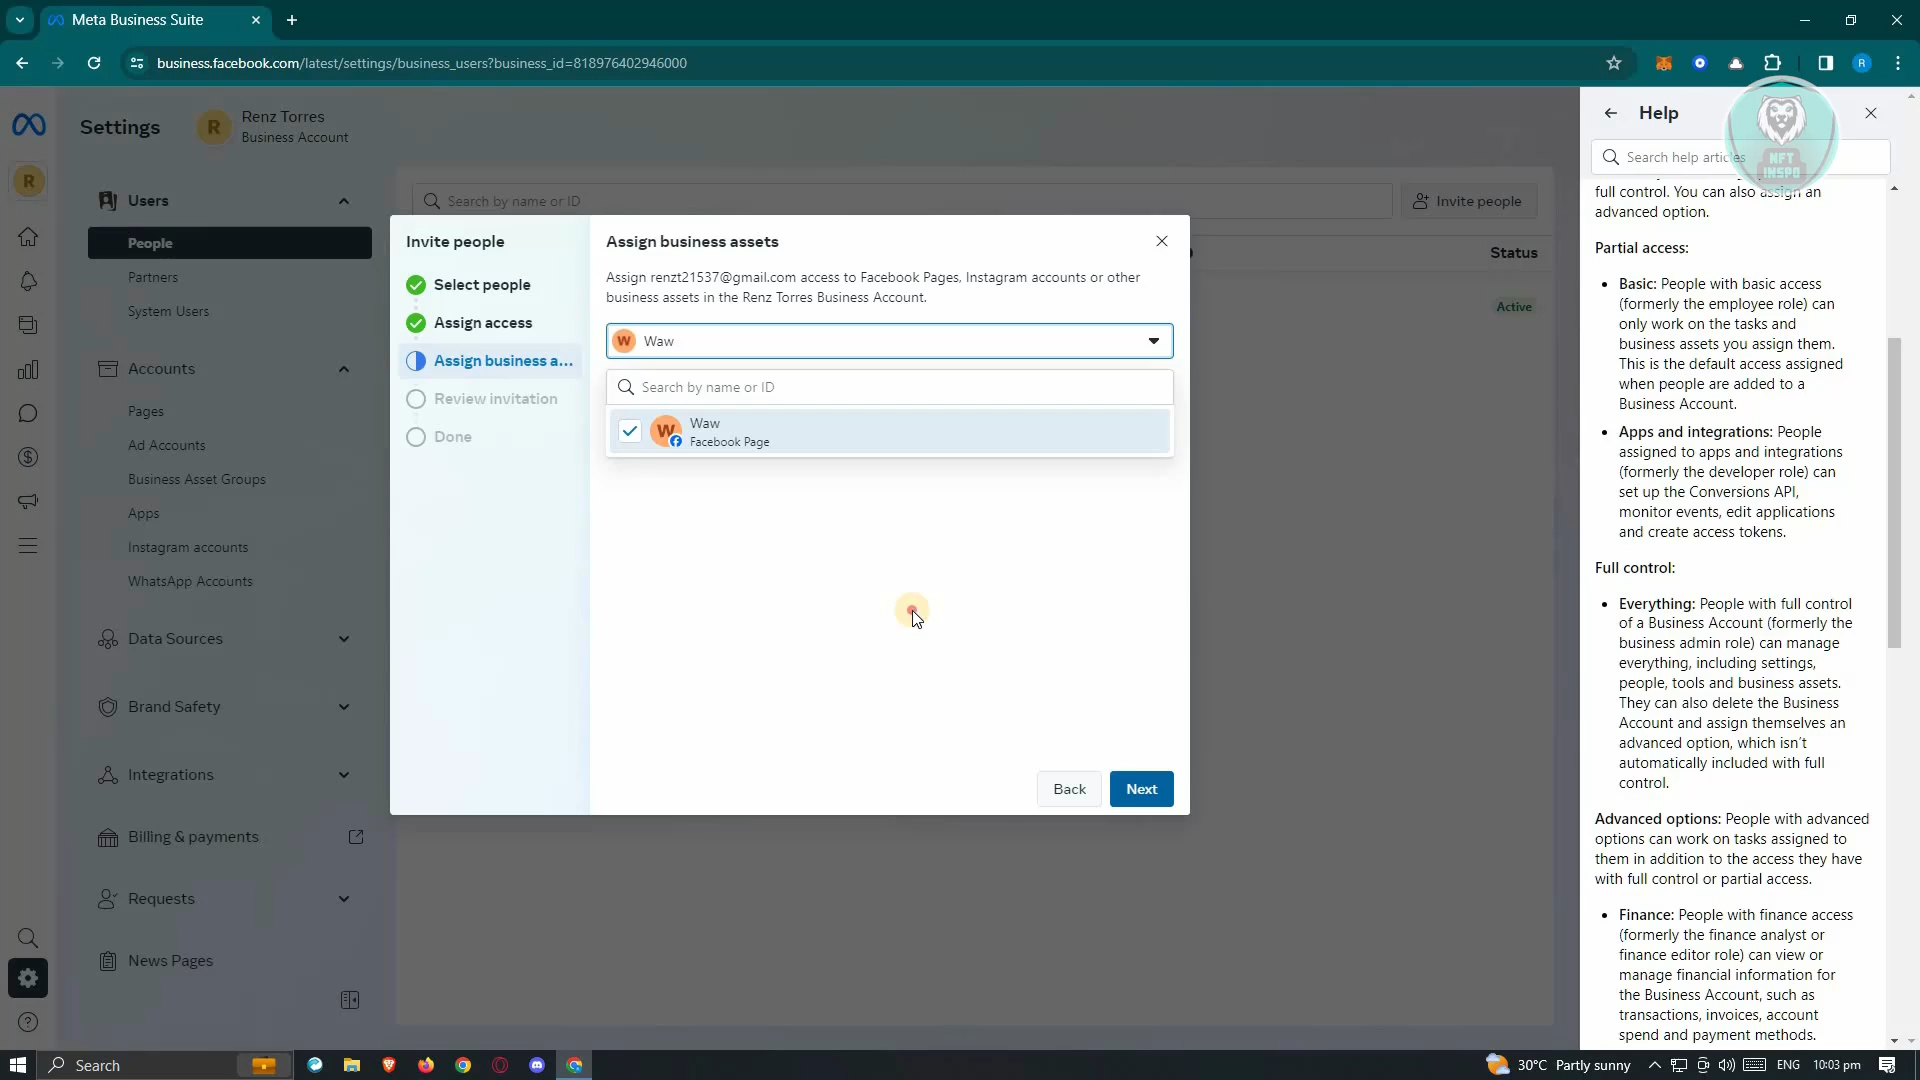 Meta Business Suite
business.facebook.com/latest/settings/business_users?business_id=818976402946000
R
Settings
R
Renz Torres
Business Account
R
Users
People
Partners
System Users
Accounts
Pages
Ad Accounts
Business Asset Groups
Apps
Instagram accounts
WhatsApp Accounts
Data Sources
Brand Safety
Integrations
Billing & payments
Requests
News Pages
Search by name or ID
Invite people
Status
Active
Invite people
Select people
Assign access
Assign business a...
Review invitation
Done
Assign business assets
Assign renzt21537@gmail.com access to Facebook Pages, Instagram accounts or other
business assets in the Renz Torres Business Account.
W Waw
Search by name or ID
W
Waw
Facebook Page
Back
Next
Help
Search help articles
NFT
INSPO
full control. You can also assign an
advanced option.
Partial access:
• Basic: People with basic access
(formerly the employee role) can
only work on the tasks and
business assets you assign them.
This is the default access assigned
when people are added to a
Business Account.
• Apps and integrations: People
assigned to apps and integrations
(formerly the developer role) can
set up the Conversions API,
monitor events, edit applications
and create access tokens.
Full control:
• Everything: People with full control
of a Business Account (formerly the
business admin role) can manage
everything, including settings,
people, tools and business assets.
They can also delete the Business
Account and assign themselves an
advanced option, which isn't
automatically included with full
control.
Advanced options: People with advanced
options can work on tasks assigned to
them in addition to the access they have
with full control or partial access.
• Finance: People with finance access
(formerly the finance analyst or
finance editor role) can view or
manage financial information for
the Business Account, such as
transactions, invoices, account
spend and payment methods.
Search
30°C Partly sunny
ENG
10:03 pm